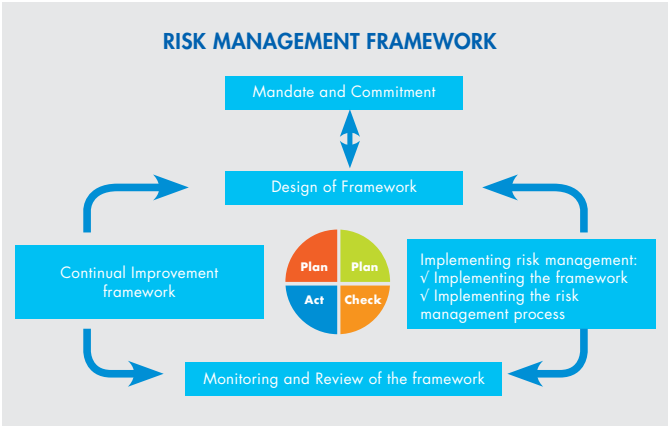 RISK MANAGEMENT FRAMEWORK
Mandate and Commitment
Design of Framework
Continual Improvement
framework
Plan
Plan
Act
Check
Implementing risk management:
√ Implementing the framework
√ Implementing the risk
management process
Monitoring and Review of the framework